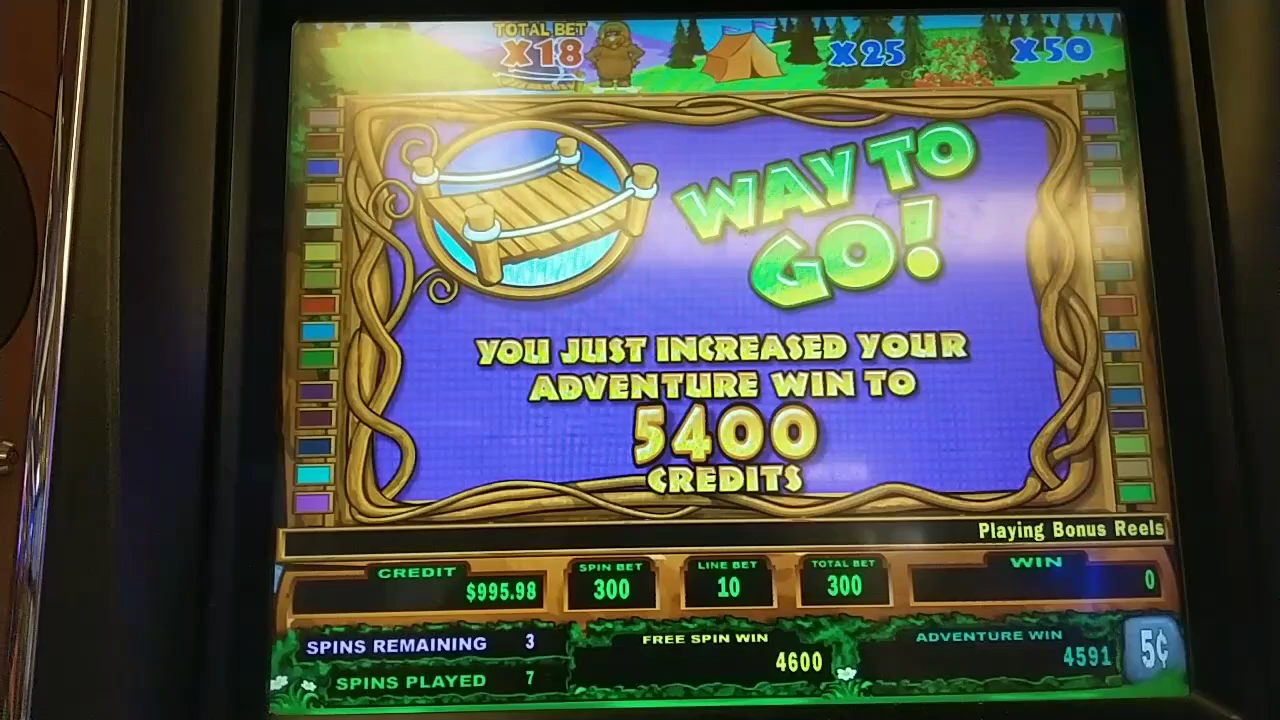 TOTAL BET
X18
X25
X50
WAY TO
GO!
YOU JUST INCREASED YOUR
ADVENTURE WIN TO
5400
CREDITS
Playing Bonus Reels
CREDIT
$995.98
SPIN BET
300
LINE BET
10
TOTAL BET
300
WIN
0
SPINS REMAINING 3
SPINS PLAYED 7
FREE SPIN WIN
4600
ADVENTURE WIN
4591
5¢